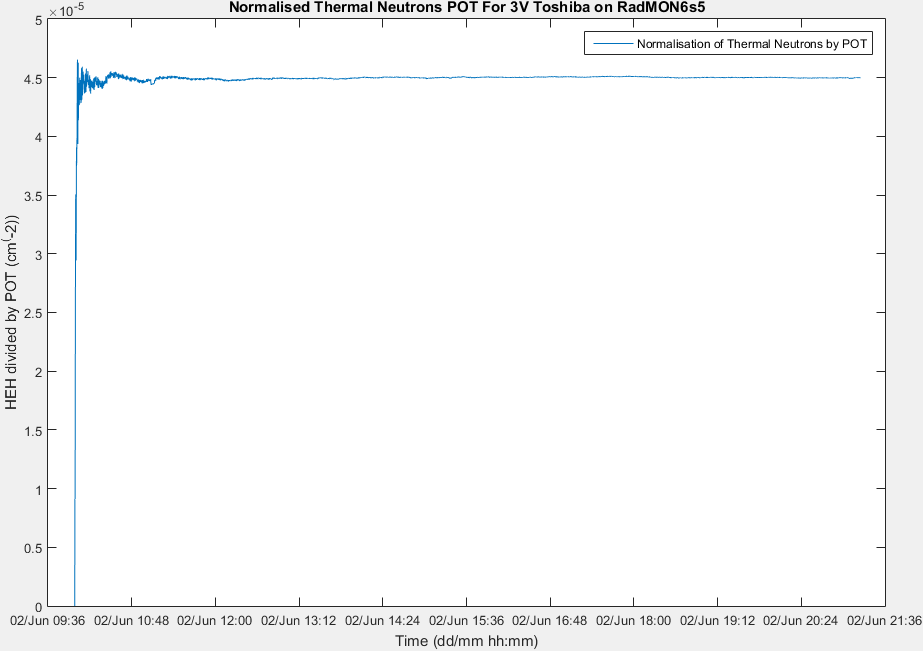 Normalised Thermal Neutrons POT For 3V Toshiba on RadMON6s5
×10⁻⁵
Normalisation of Thermal Neutrons by POT
5
4.5
4
3.5
3
2.5
2
1.5
1
0.5
0
HEH divided by POT (cm⁽-2))
02/Jun 09:36 02/Jun 10:48 02/Jun 12:00 02/Jun 13:12 02/Jun 14:24 02/Jun 15:36 02/Jun 16:48 02/Jun 18:00 02/Jun 19:12 02/Jun 20:24 02/Jun 21:36
Time (dd/mm hh:mm)